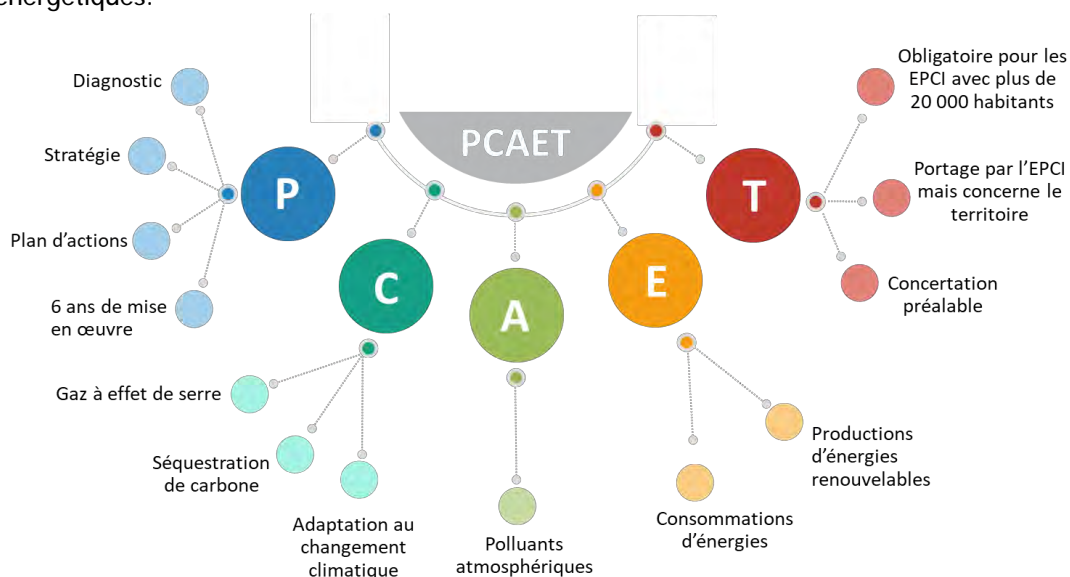 énergétiques.
PCAET
P
Diagnostic
Stratégie
Plan d’actions
6 ans de mise
en œuvre
C
Gaz à effet de serre
Séquestration
de carbone
Adaptation au
changement
climatique
A
Polluants
atmosphériques
E
Consommations
d’énergies
Productions
d’énergies
renouvelables
T
Obligatoire pour les
EPCI avec plus de
20 000 habitants
Portage par l’EPCI
mais concerne le
territoire
Concertation
préalable